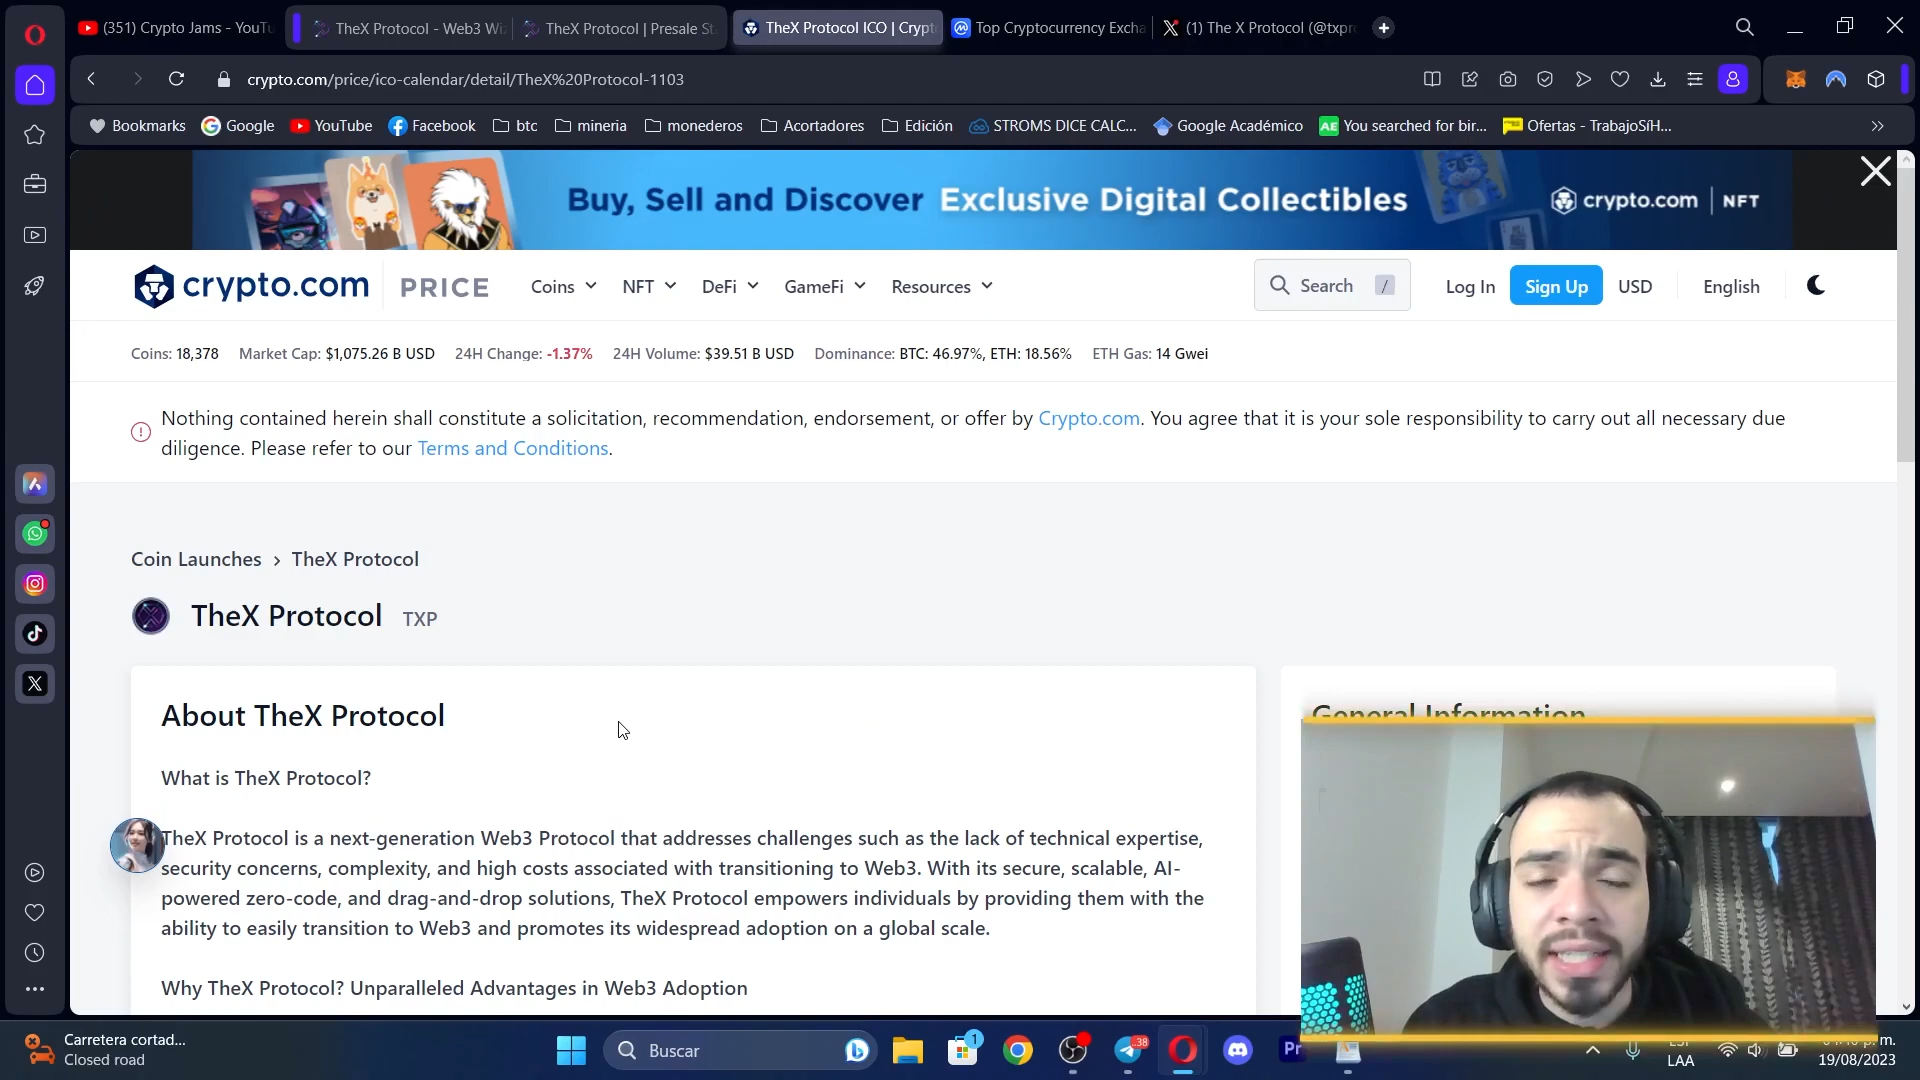 (351) Crypto Jams - YouTu
TheX Protocol - Web3 Wi
TheX Protocol | Presale St
TheX Protocol ICO | Crypt
Top Cryptocurrency Excha
(1) The X Protocol (@txpr
crypto.com/price/ico-calendar/detail/TheX%20Protocol-1103
Bookmarks
Google
YouTube
Facebook
btc
mineria
monederos
Acortadores
Edición
STROMS DICE CALC...
Google Académico
AE
You searched for bir...
Ofertas - TrabajoSíH...
Buy, Sell and Discover Exclusive Digital Collectibles
crypto.com | NFT
crypto.com
PRICE
Coins
NFT
DeFi
GameFi
Resources
Search /
Log In
Sign Up
USD
English
Coins: 18,378
Market Cap: $1,075.26 B USD
24H Change: -1.37%
24H Volume: $39.51 B USD
Dominance: BTC: 46.97%, ETH: 18.56%
ETH Gas: 14 Gwei
Nothing contained herein shall constitute a solicitation, recommendation, endorsement, or offer by Crypto.com. You agree that it is your sole responsibility to carry out all necessary due
diligence. Please refer to our Terms and Conditions.
Coin Launches > TheX Protocol
TheX Protocol TXP
About TheX Protocol
General Information
What is TheX Protocol?
TheX Protocol is a next-generation Web3 Protocol that addresses challenges such as the lack of technical expertise,
security concerns, complexity, and high costs associated with transitioning to Web3. With its secure, scalable, AI-
powered zero-code, and drag-and-drop solutions, TheX Protocol empowers individuals by providing them with the
ability to easily transition to Web3 and promotes its widespread adoption on a global scale.
Why TheX Protocol? Unparalleled Advantages in Web3 Adoption
Carretera cortad...
Closed road
Buscar
1
38
Pr
LAA
19/08/2023